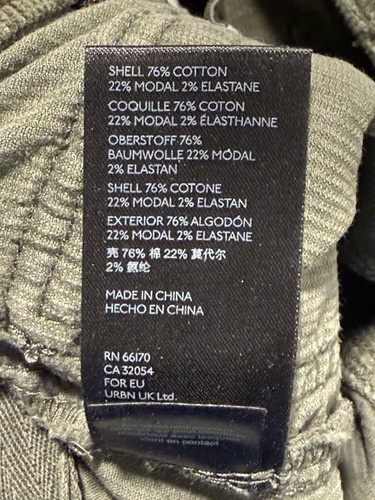 SHELL 76% COTTON
22% MODAL 2% ELASTANE
COQUILLE 76% COTON
22% MODAL 2% ÉLASTHANNE
OBERSTOFF 76%
BAUMWOLLE 22% MODAL
2% ELASTAN
SHELL 76% COTONE
22% MODAL 2% ELASTAN
EXTERIOR 76% ALGODÓN
22% MODAL 2% ELASTANE
壳 76% 棉 22% 莫代尔
2% 氨纶
MADE IN CHINA
HECHO EN CHINA
RN 66170
CA 32054
FOR EU
URBN UK Ltd.
en contact